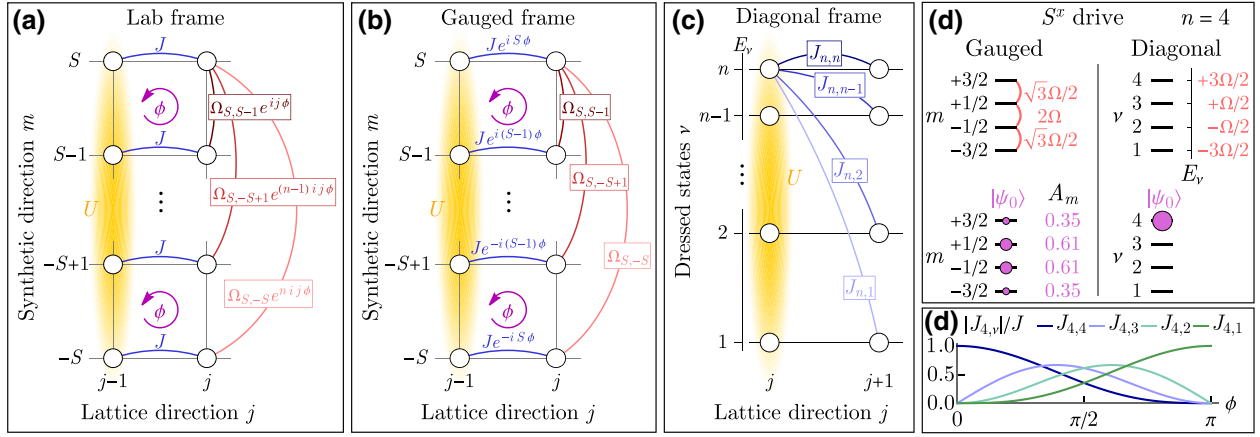 (a) Lab frame
Synthetic direction m
S
S−1
−S+1
−S
J
J
J
J
ϕ
ϕ
U
⋮
Ω_{S,S−1}e^{ijϕ}
Ω_{S,−S+1}e^{(n−1)ijϕ}
Ω_{S,−S}e^{nijϕ}
j−1 j
Lattice direction j
(b) Gauged frame
Synthetic direction m
S
S−1
−S+1
−S
Je^{iSϕ}
Je^{i(S−1)ϕ}
Je^{−i(S−1)ϕ}
Je^{−iSϕ}
ϕ
ϕ
U
⋮
Ω_{S,S−1}
Ω_{S,−S+1}
Ω_{S,−S}
j−1 j
Lattice direction j
(c) Diagonal frame
Dressed states ν
E_ν
n
n−1
⋮
2
1
U
⋮
J_{n,n}
J_{n,n−1}
J_{n,2}
J_{n,1}
j j+1
Lattice direction j
(d) S^x drive n = 4
Gauged Diagonal
m
+3/2
+1/2
−1/2
−3/2
√3Ω/2
2Ω
√3Ω/2
ν
4 +3Ω/2
3 +Ω/2
2 −Ω/2
1 −3Ω/2
E_ν
|ψ_0⟩ A_m |ψ_0⟩
m
+3/2 0.35
+1/2 0.61
−1/2 0.61
−3/2 0.35
ν
4
3
2
1
(d) |J_{4,ν}|/J J_{4,4} J_{4,3} J_{4,2} J_{4,1}
1.0
0.5
0.0
0 π/2 π ϕ